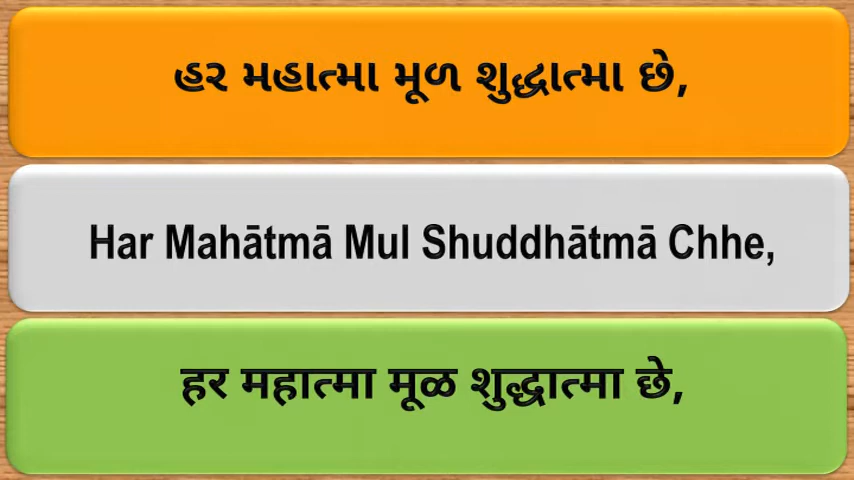 હર મહાત્મા મૂળ શુદ્ધાત્મા છે,
Har Mahātmā Mul Shuddhātmā Chhe,
हर महात्मा मूळ शुद्धात्मा छे,